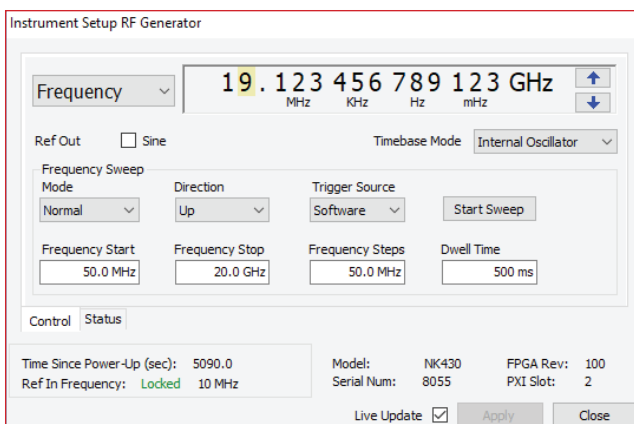 Instrument Setup RF Generator
Frequency 19.123 456 789 123 GHz
MHz KHz Hz mHz
Ref Out Sine Timebase Mode Internal Oscillator
Frequency Sweep
Mode Direction Trigger Source
Normal Up Software Start Sweep
Frequency Start Frequency Stop Frequency Steps Dwell Time
50.0 MHz 20.0 GHz 50.0 MHz 500 ms
Control Status
Time Since Power-Up (sec): 5090.0 Model: NK430 FPGA Rev: 100
Ref In Frequency: Locked 10 MHz Serial Num: 8055 PXI Slot: 2
Live Update Apply Close